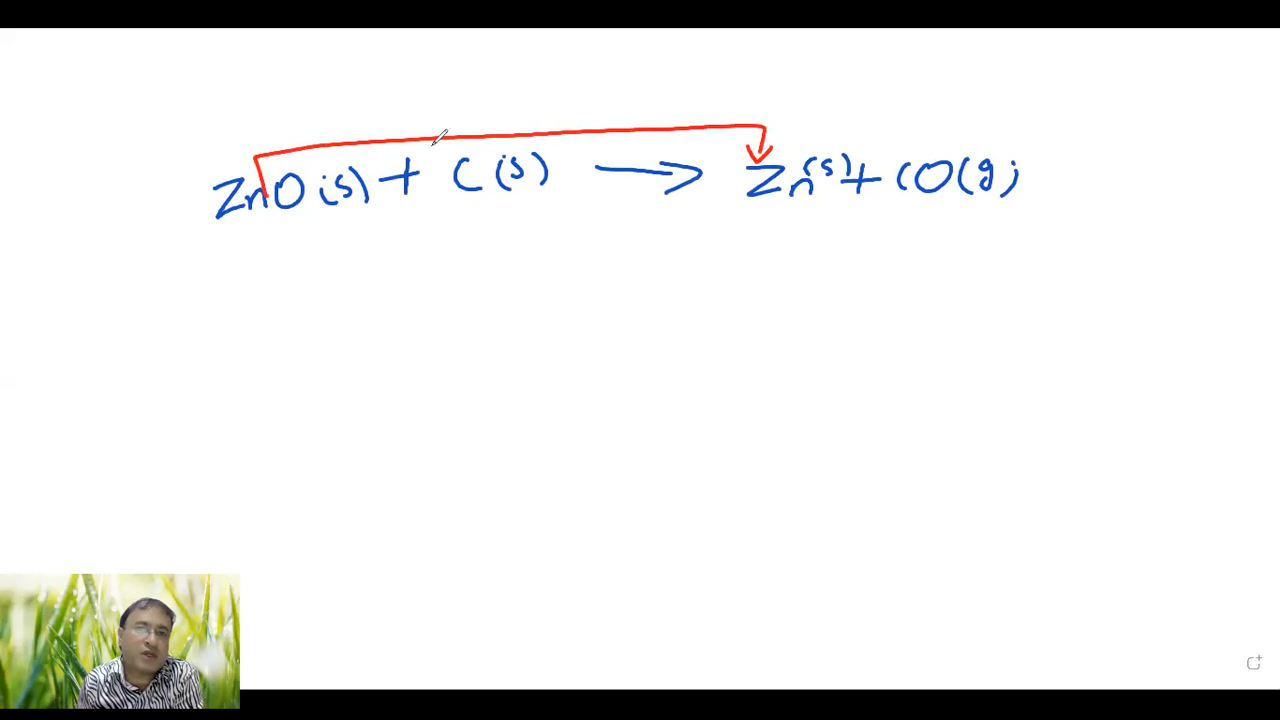 ZnO (s) + C (s) → Zn(s) + CO(g)